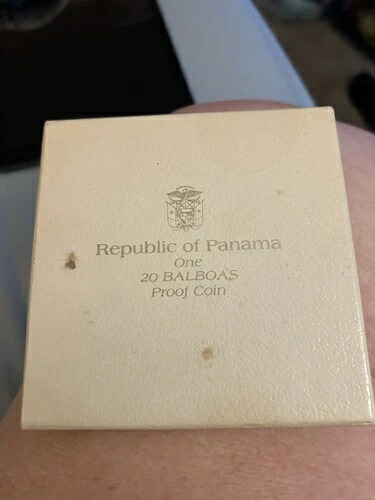 Republic of Panama
One
20 BALBOAS
Proof Coin